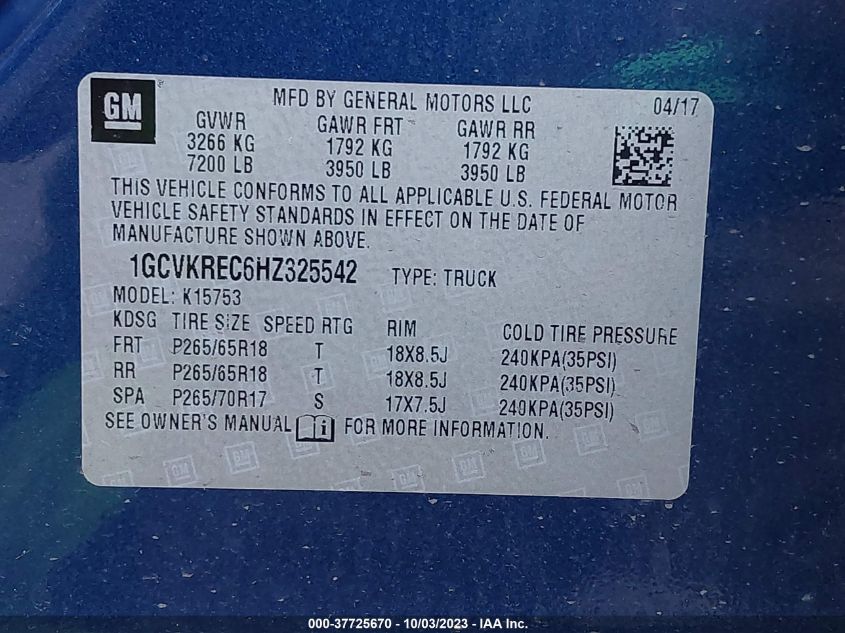 GM
MFD BY GENERAL MOTORS LLC 04/17
GVWR GAWR FRT GAWR RR
3266 KG 1792 KG 1792 KG
7200 LB 3950 LB 3950 LB
THIS VEHICLE CONFORMS TO ALL APPLICABLE U.S. FEDERAL MOTOR
VEHICLE SAFETY STANDARDS IN EFFECT ON THE DATE OF
MANUFACTURE SHOWN ABOVE.
1GCVKREC6HZ325542 TYPE: TRUCK
MODEL: K15753
KDSG TIRE SIZE SPEED RTG RIM COLD TIRE PRESSURE
FRT P265/65R18 T 18X8.5J 240KPA(35PSI)
RR P265/65R18 T 18X8.5J 240KPA(35PSI)
SPA P265/70R17 S 17X7.5J 240KPA(35PSI)
SEE OWNER'S MANUAL FOR MORE INFORMATION.
000-37725670 - 10/03/2023 - IAA Inc.